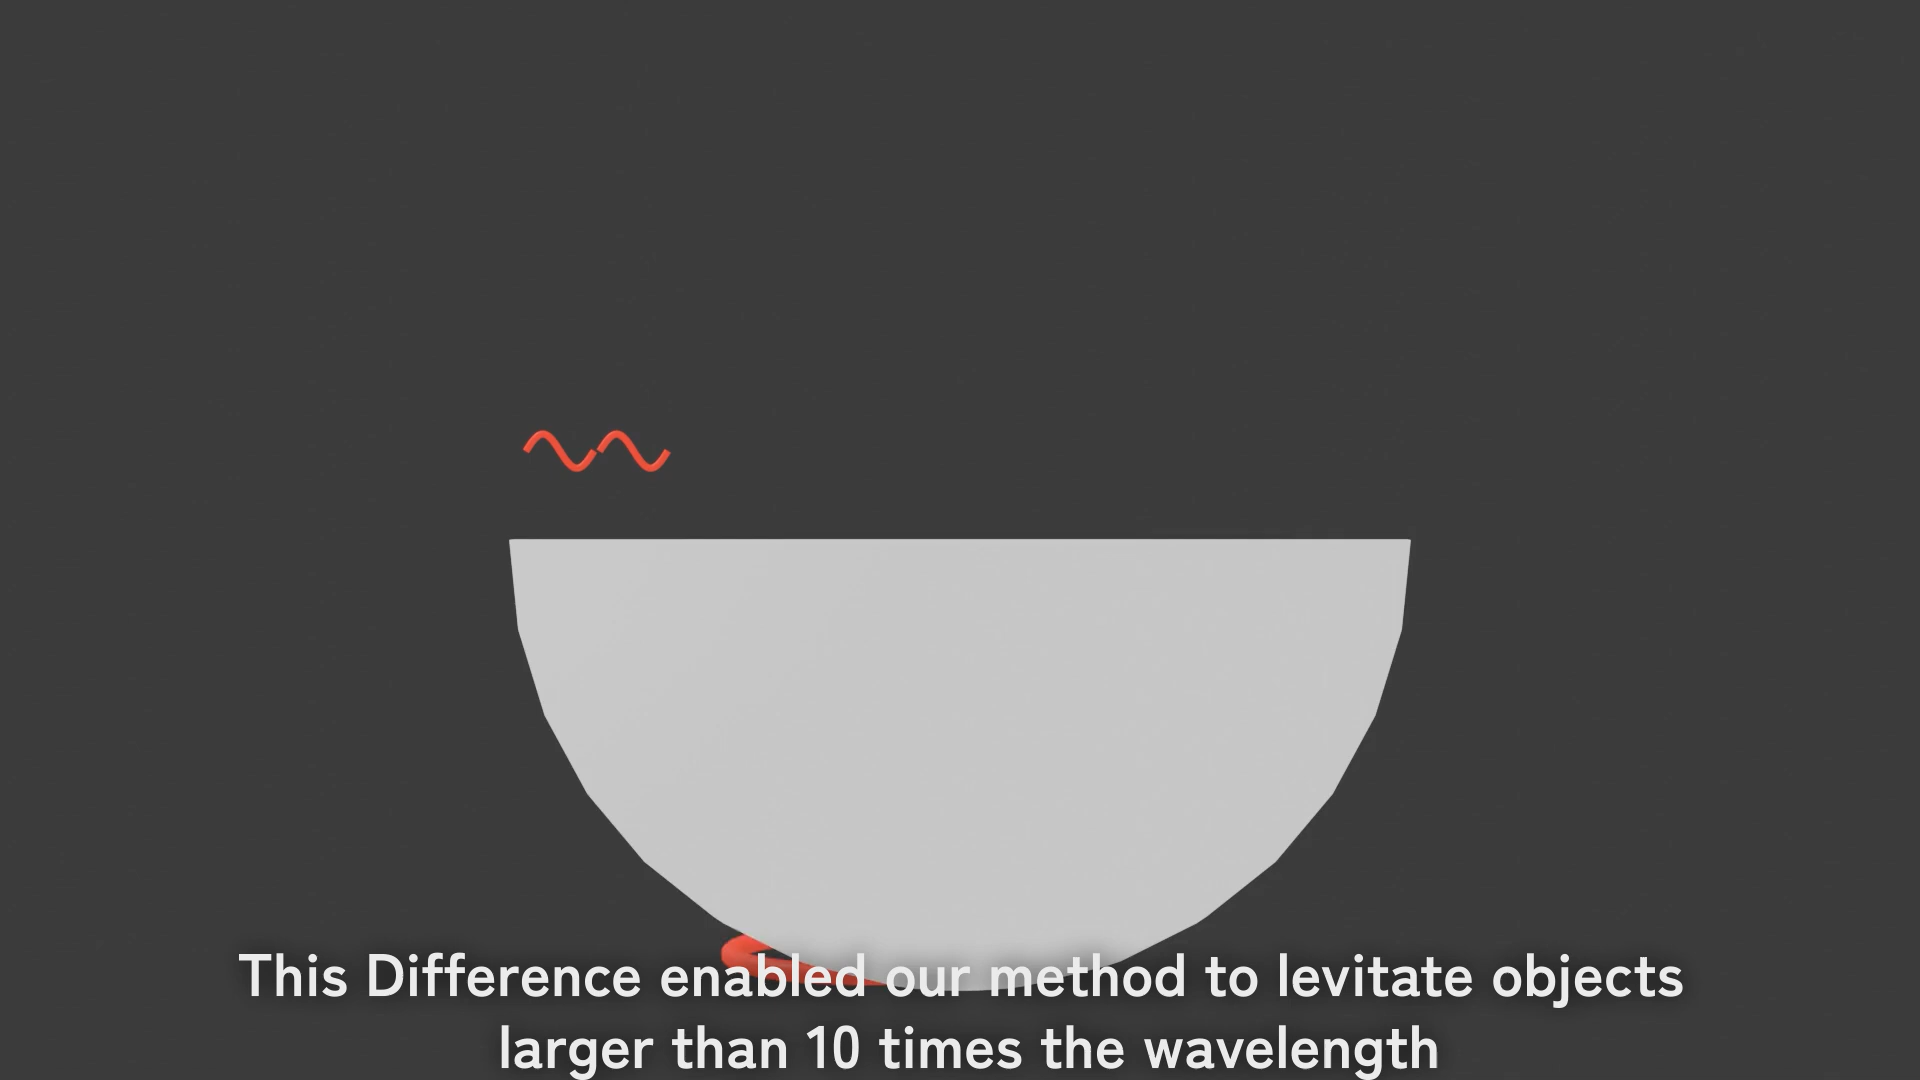 This Difference enabled our method to levitate objects
larger than 10 times the wavelength